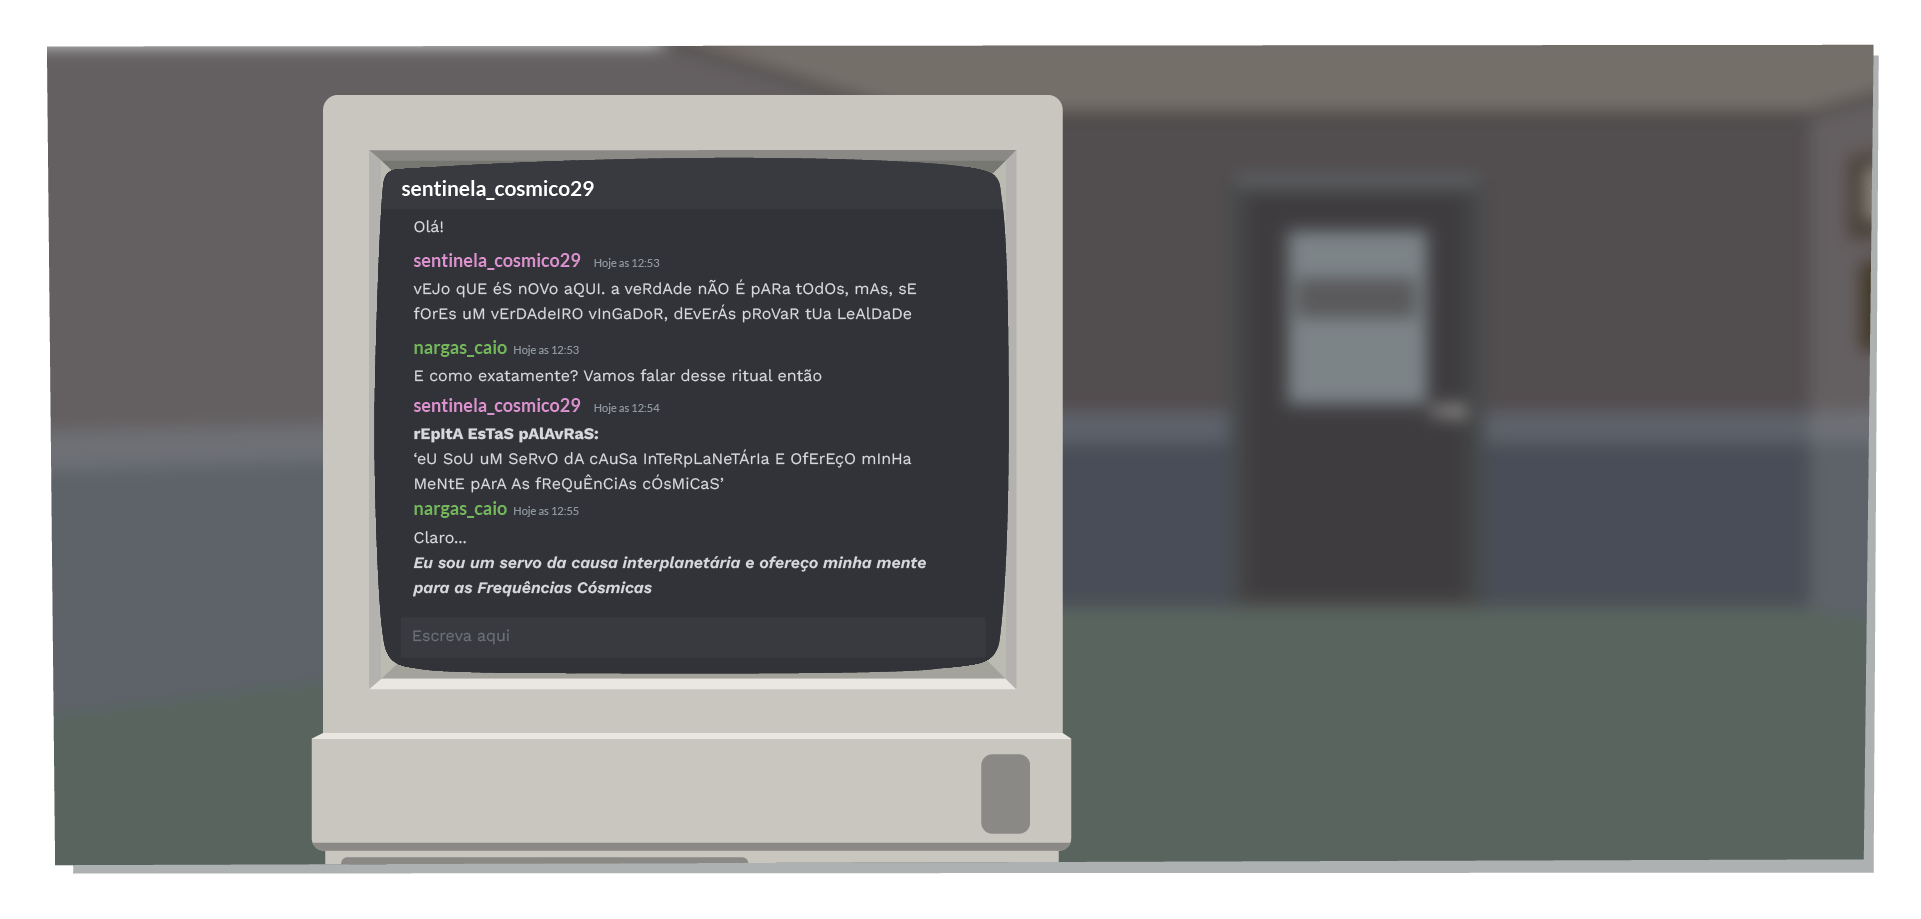 sentinela_cosmico29
Olá!
sentinela_cosmico29 Hoje as 12:53
vEJo qUE éS nOVo aQUI. a veRdAde nÃO É pARa tOdOs, mAs, sE
fOrEs uM vErDAdeIRO vInGaDoR, dEvErÁs pRoVaR tUa LeAlDaDe
nargas_caio Hoje as 12:53
E como exatamente? Vamos falar desse ritual então
sentinela_cosmico29 Hoje as 12:54
rEpItA EsTaS pAlAvRaS:
‘eU SoU uM SeRvO dA cAuSa InTeRpLaNeTÁrIa E OfErEçO mInHa
MeNtE pArA As fReQuÊnCiAs cÓsMiCaS’
nargas_caio Hoje as 12:55
Claro...
Eu sou um servo da causa interplanetária e ofereço minha mente
para as Frequências Cósmicas
Escreva aqui